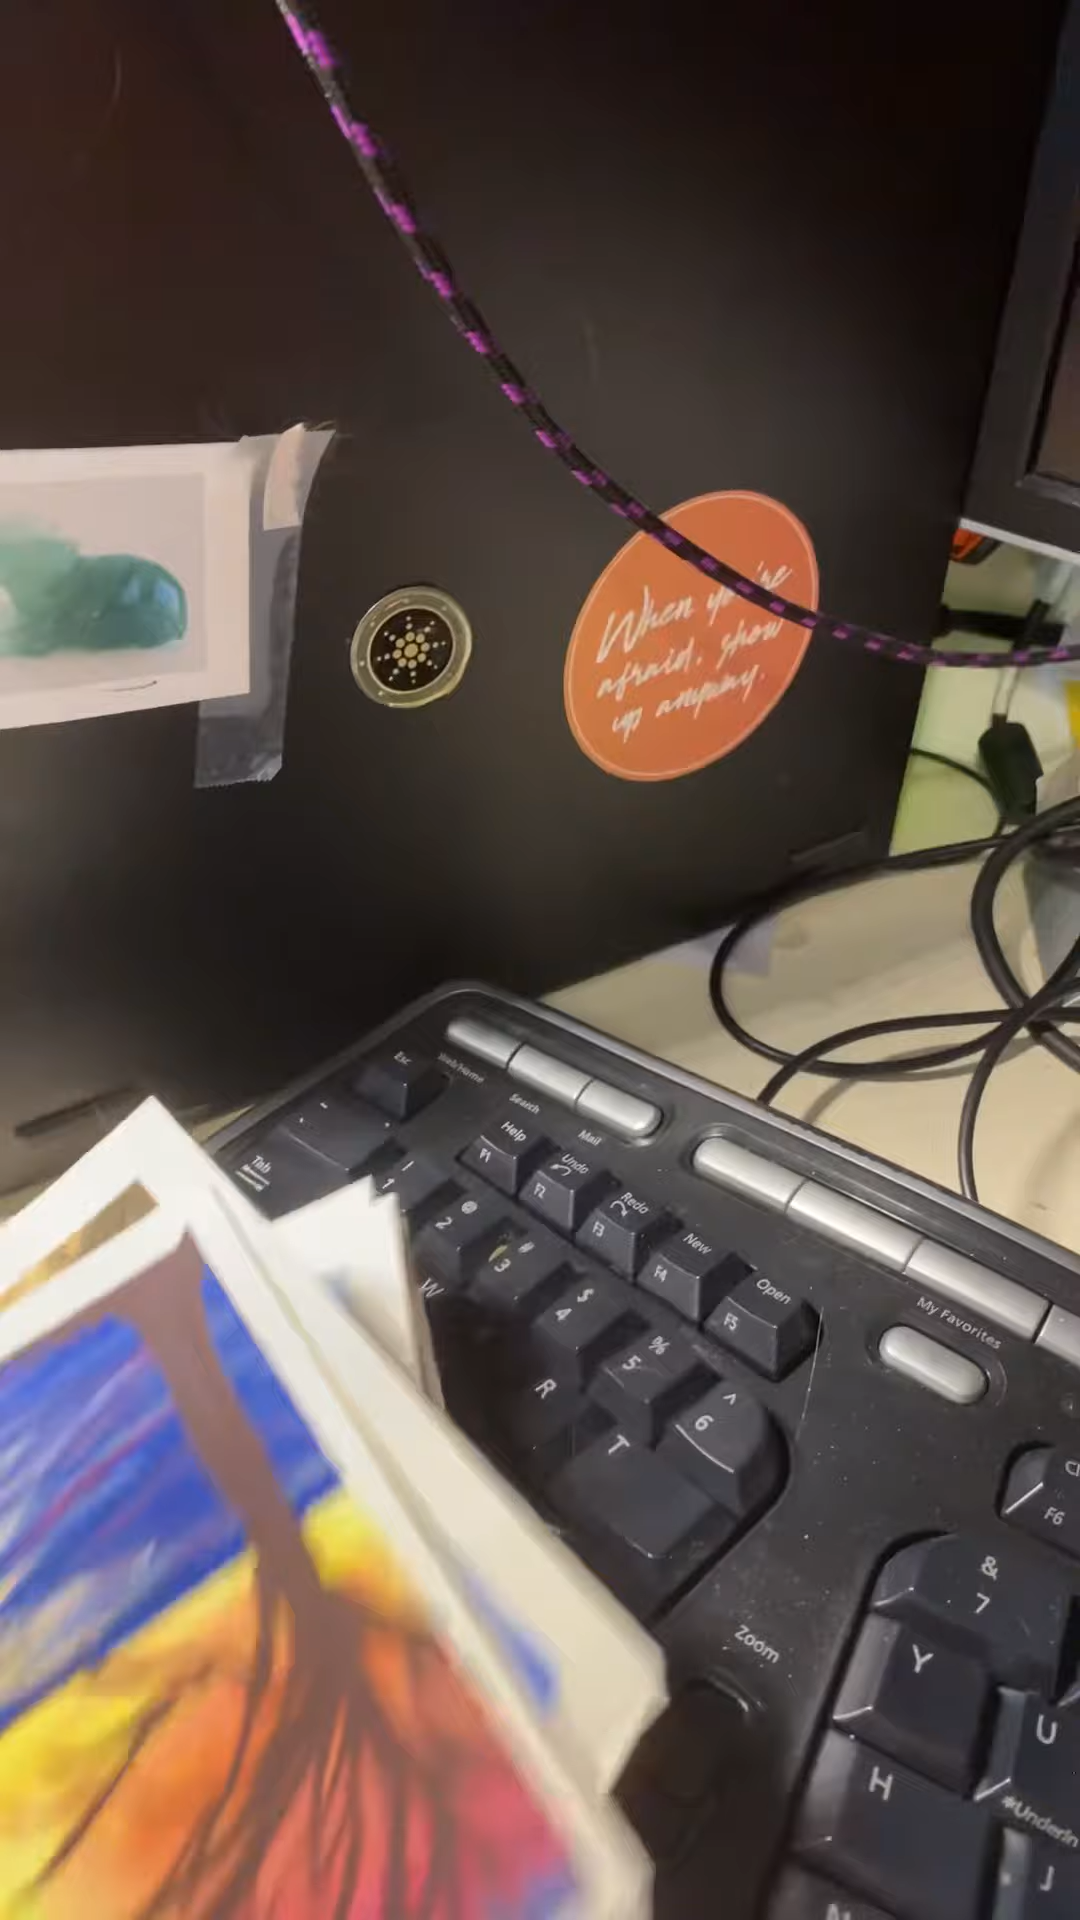 When you're
afraid, show
up anyway.
Esc
Web/Home
Search
Mail
~
Tab
!
1
@
2
#
3
$
4
%
5
^
6
Help
F1
Undo
F2
Redo
F3
New
F4
Open
F5
My Favorites
F6
W
R
T
Zoom
&
7
Y
U
H
J